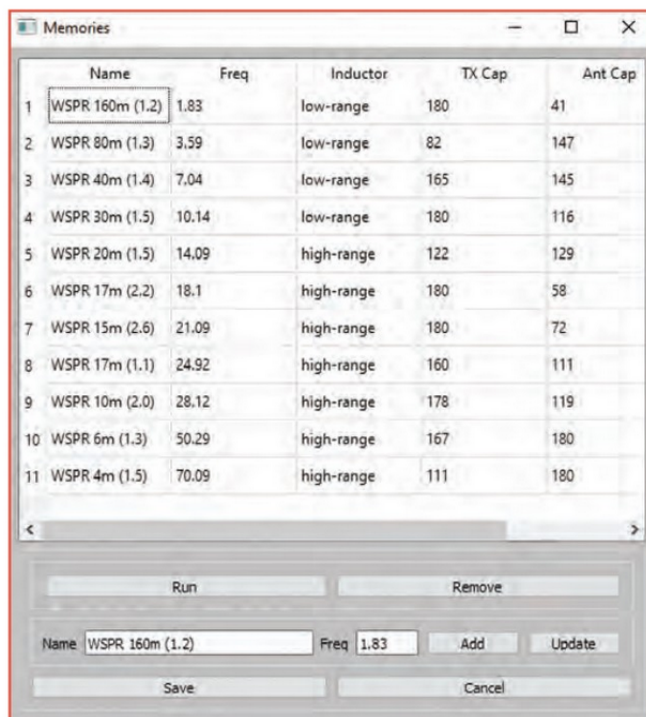 Memories
Name Freq Inductor TX Cap Ant Cap
1 WSPR 160m (1.2) 1.83 low-range 180 41
2 WSPR 80m (1.3) 3.59 low-range 82 147
3 WSPR 40m (1.4) 7.04 low-range 165 145
4 WSPR 30m (1.5) 10.14 low-range 180 116
5 WSPR 20m (1.5) 14.09 high-range 122 129
6 WSPR 17m (2.2) 18.1 high-range 180 58
7 WSPR 15m (2.6) 21.09 high-range 180 72
8 WSPR 17m (1.1) 24.92 high-range 160 111
9 WSPR 10m (2.0) 28.12 high-range 178 119
10 WSPR 6m (1.3) 50.29 high-range 167 180
11 WSPR 4m (1.5) 70.09 high-range 111 180
Run Remove
Name WSPR 160m (1.2) Freq 1.83 Add Update
Save Cancel